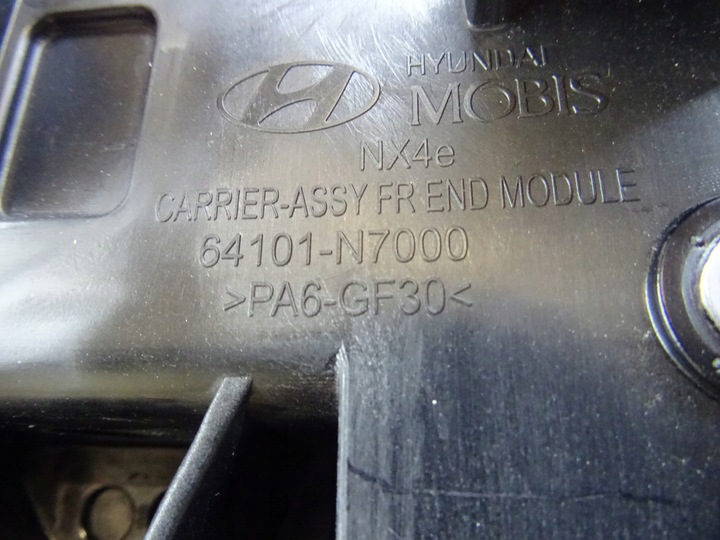 HYUNDAI
MOBIS
NX4e
CARRIER-ASSY FR END MODULE
64101-N7000
>PA6-GF30<